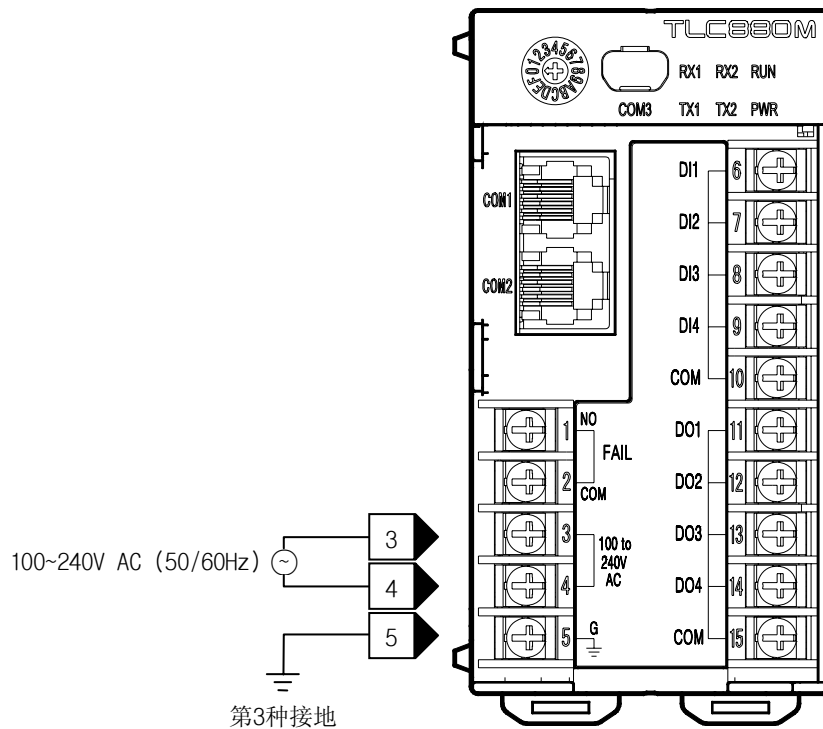 TLC880M
0123456789ABCDEF
COM3
RX1 RX2 RUN
TX1 TX2 PWR
COM1
COM2
DI1 6
DI2 7
DI3 8
DI4 9
COM 10
DO1 11
DO2 12
DO3 13
DO4 14
COM 15
1 NO
FAIL
2 COM
3
100 to
240V
AC
4
5 G
100~240V AC (50/60Hz) ~
3
4
5
第3种接地